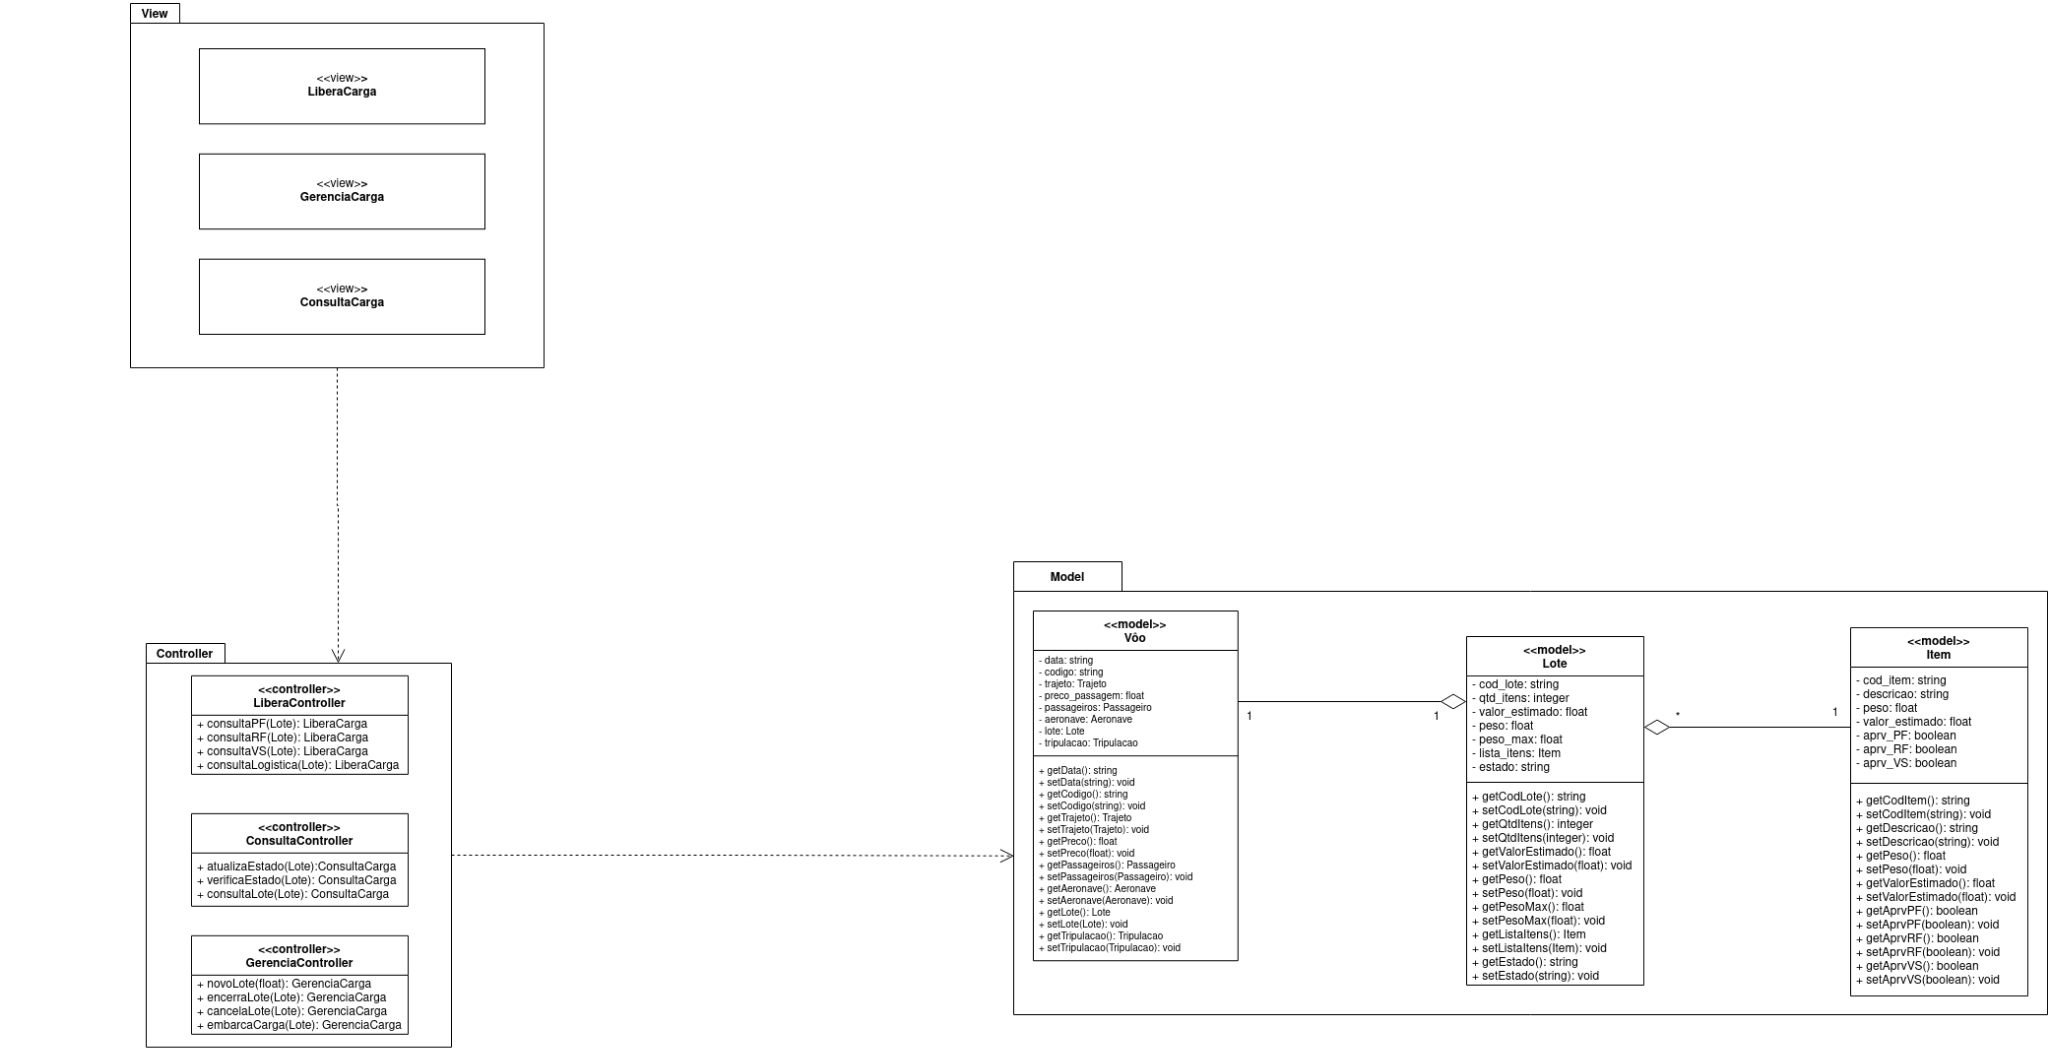 View
<<view>>
LiberaCarga
<<view>>
GerenciaCarga
<<view>>
ConsultaCarga
Controller
<<controller>>
LiberaController
+ consultaPF(Lote): LiberaCarga
+ consultaRF(Lote): LiberaCarga
+ consultaVS(Lote): LiberaCarga
+ consultaLogistica(Lote): LiberaCarga
<<controller>>
ConsultaController
+ atualizaEstado(Lote):ConsultaCarga
+ verificaEstado(Lote): ConsultaCarga
+ consultaLote(Lote): ConsultaCarga
<<controller>>
GerenciaController
+ novoLote(float): GerenciaCarga
+ encerraLote(Lote): GerenciaCarga
+ cancelaLote(Lote): GerenciaCarga
+ embarcaCarga(Lote): GerenciaCarga
Model
<<model>>
Vôo
- data: string
- codigo: string
- trajeto: Trajeto
- preco_passagem: float
- passageiros: Passageiro
- aeronave: Aeronave
- lote: Lote
- tripulacao: Tripulacao
+ getData(): string
+ setData(string): void
+ getCodigo(): string
+ setCodigo(string): void
+ getTrajeto(): Trajeto
+ setTrajeto(Trajeto): void
+ getPreco(): float
+ setPreco(float): void
+ getPassageiros(): Passageiro
+ setPassageiros(Passageiro): void
+ getAeronave(): Aeronave
+ setAeronave(Aeronave): void
+ getLote(): Lote
+ setLote(Lote): void
+ getTripulacao(): Tripulacao
+ setTripulacao(Tripulacao): void
1
1
<<model>>
Lote
- cod_lote: string
- qtd_itens: integer
- valor_estimado: float
- peso: float
- peso_max: float
- lista_itens: Item
- estado: string
+ getCodLote(): string
+ setCodLote(string): void
+ getQtdItens(): integer
+ setQtdItens(integer): void
+ getValorEstimado(): float
+ setValorEstimado(float): void
+ getPeso(): float
+ setPeso(float): void
+ getPesoMax(): float
+ setPesoMax(float): void
+ getListaItens(): Item
+ setListaItens(Item): void
+ getEstado(): string
+ setEstado(string): void
*
1
<<model>>
Item
- cod_item: string
- descricao: string
- peso: float
- valor_estimado: float
- aprv_PF: boolean
- aprv_RF: boolean
- aprv_VS: boolean
+ getCodItem(): string
+ setCodItem(string): void
+ getDescricao(): string
+ setDescricao(string): void
+ getPeso(): float
+ setPeso(float): void
+ getValorEstimado(): float
+ setValorEstimado(float): void
+ getAprvPF(): boolean
+ setAprvPF(boolean): void
+ getAprvRF(): boolean
+ setAprvRF(boolean): void
+ getAprvVS(): boolean
+ setAprvVS(boolean): void